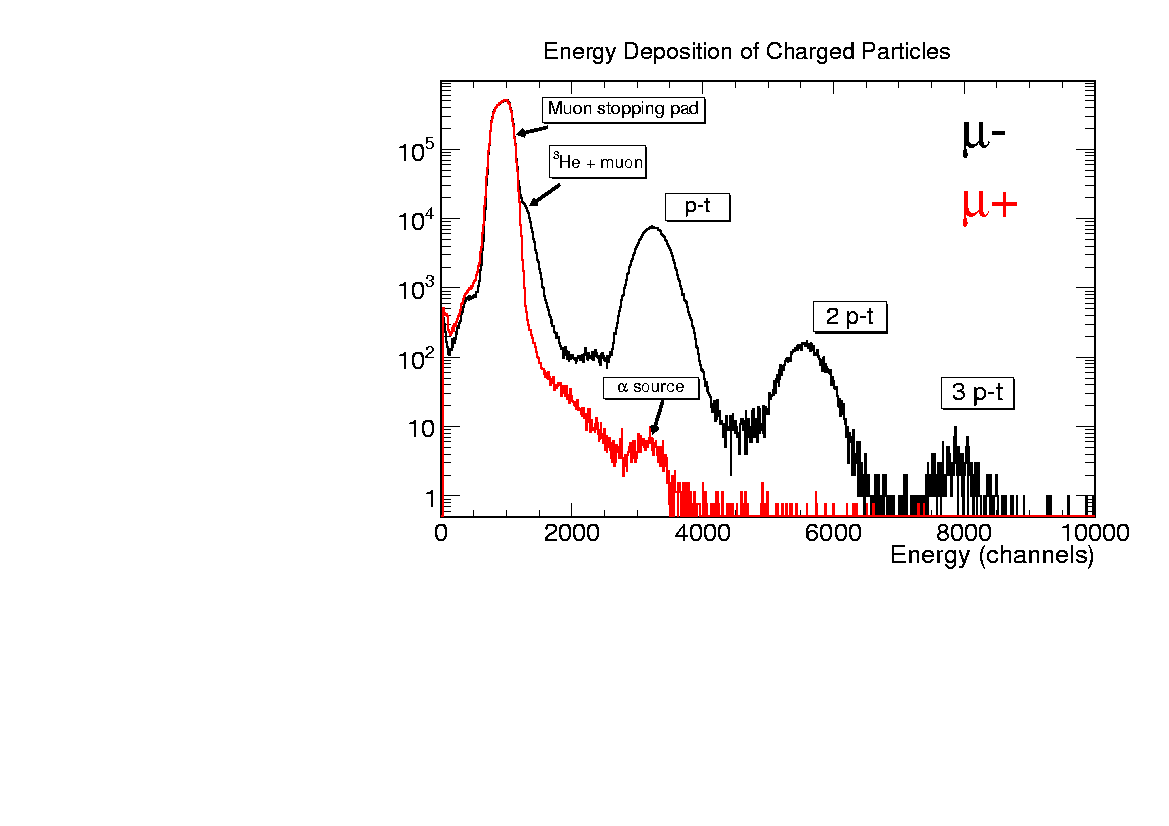 Energy Deposition of Charged Particles
Muon stopping pad
³He + muon
p-t
2 p-t
3 p-t
α source
μ-
μ+
10⁵
10⁴
10³
10²
10
1
0 2000 4000 6000 8000 10000
Energy (channels)